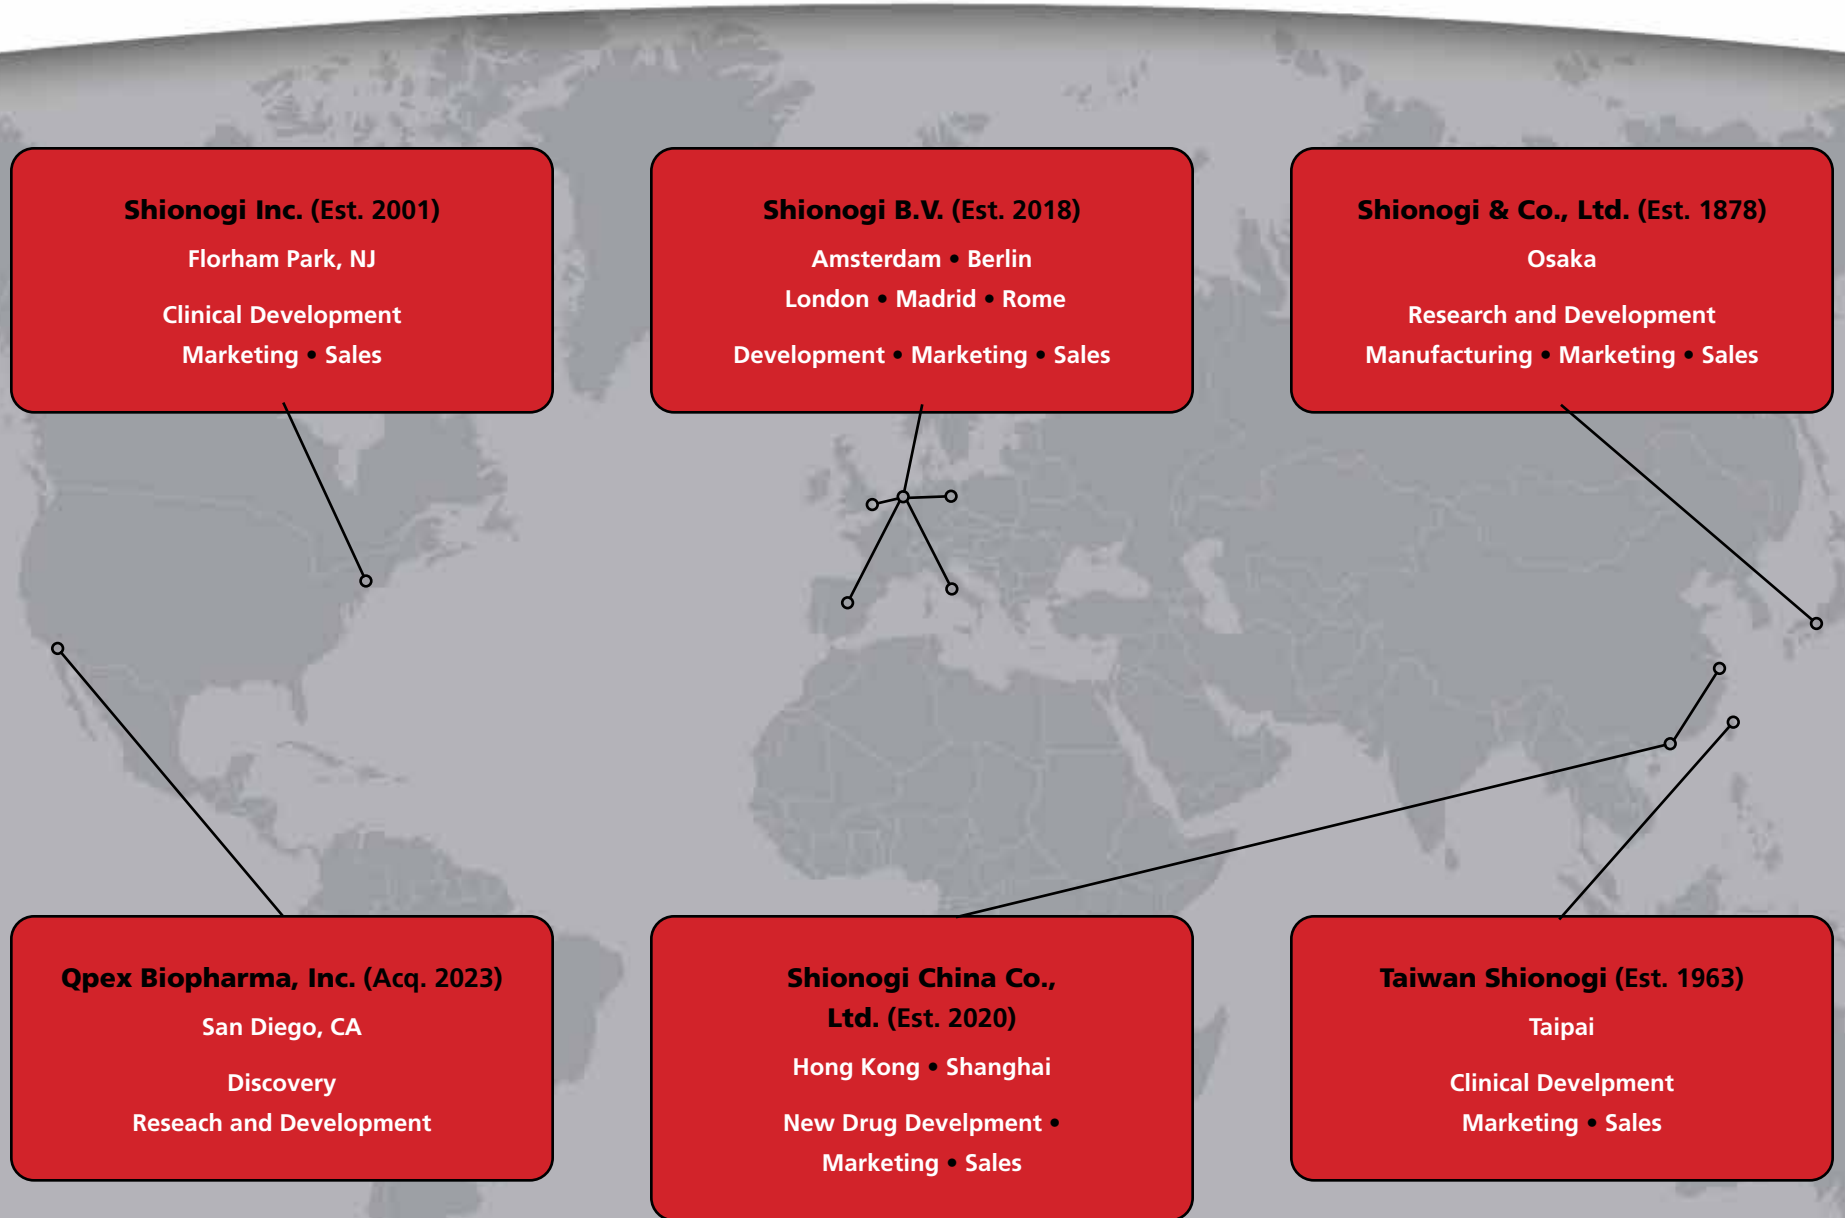 Shionogi Inc. (Est. 2001)
Florham Park, NJ
Clinical Development
Marketing • Sales
Shionogi B.V. (Est. 2018)
Amsterdam • Berlin
London • Madrid • Rome
Development • Marketing • Sales
Shionogi & Co., Ltd. (Est. 1878)
Osaka
Research and Development
Manufacturing • Marketing • Sales
Qpex Biopharma, Inc. (Acq. 2023)
San Diego, CA
Discovery
Reseach and Development
Shionogi China Co.,
Ltd. (Est. 2020)
Hong Kong • Shanghai
New Drug Develpment •
Marketing • Sales
Taiwan Shionogi (Est. 1963)
Taipai
Clinical Develpment
Marketing • Sales